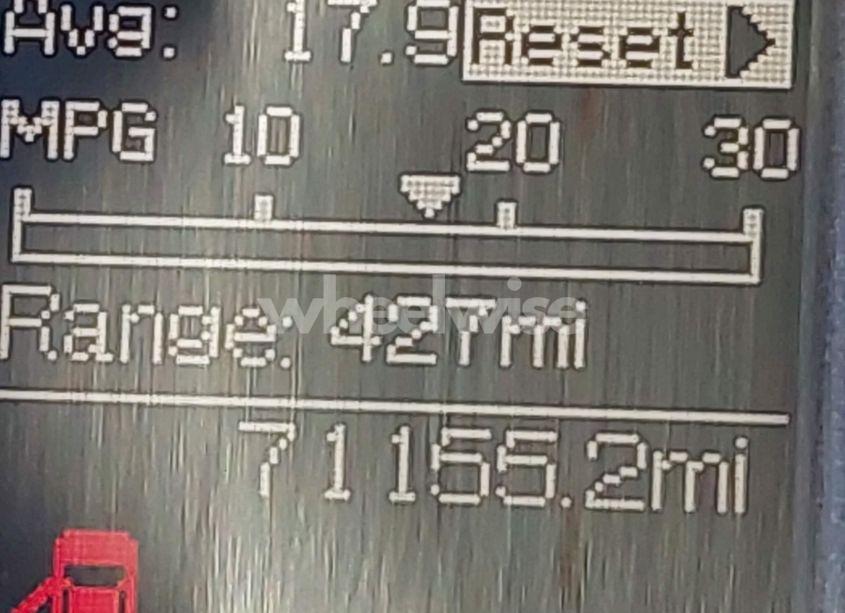 Avg: 17.9 Reset
MPG 10 20 30
Range: 427mi
wheelwise
71155.2mi